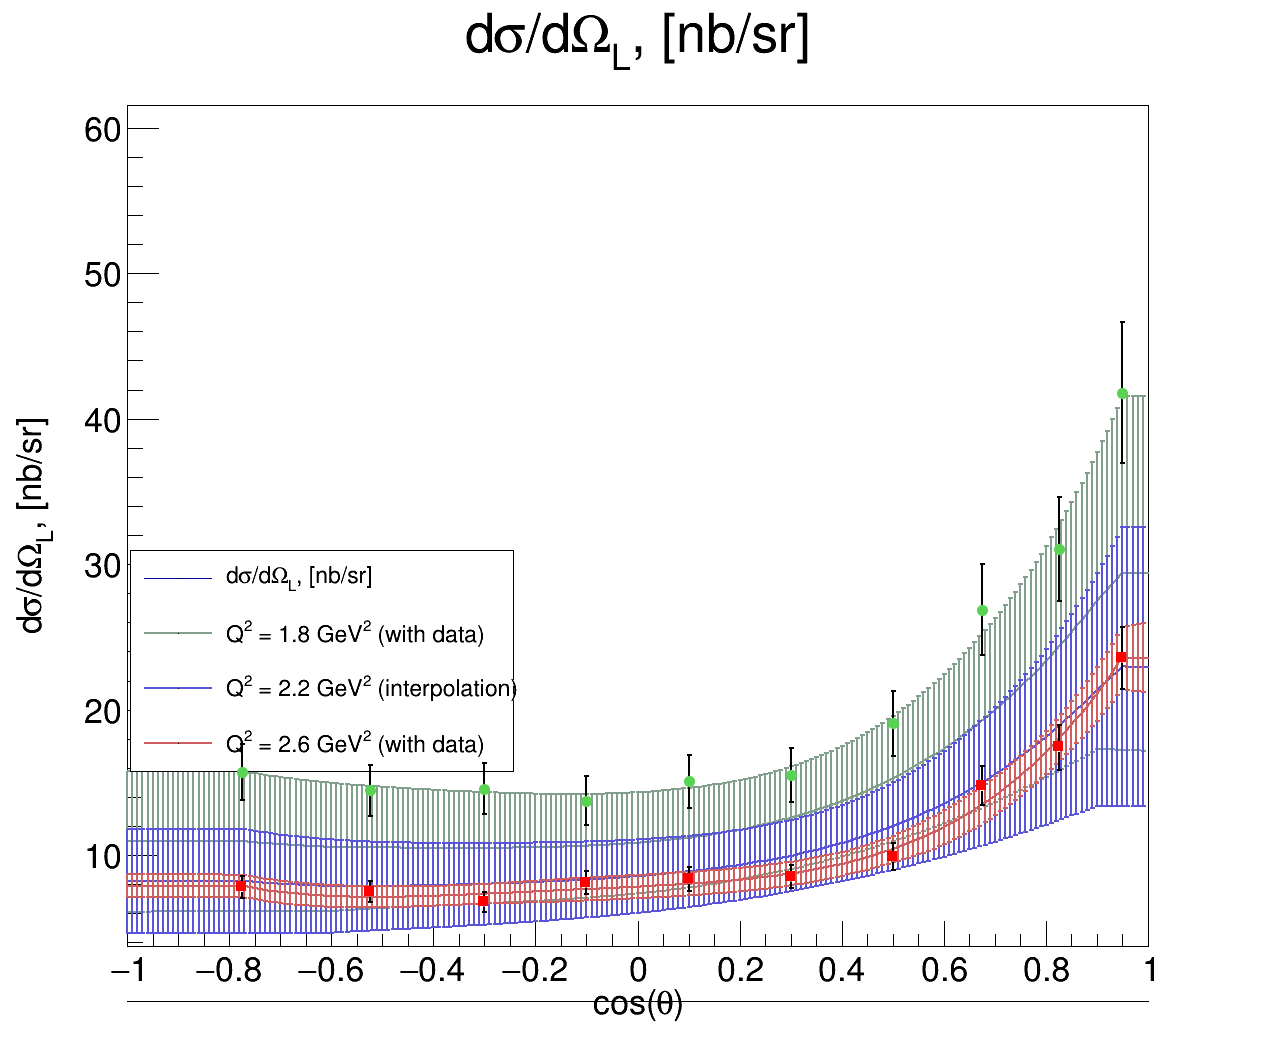 dσ/dΩL, [nb/sr]
dσ/dΩL, [nb/sr]
60
50
40
30
20
10
dσ/dΩL, [nb/sr]
Q2 = 1.8 GeV2 (with data)
Q2 = 2.2 GeV2 (interpolation)
Q2 = 2.6 GeV2 (with data)
−1 −0.8 −0.6 −0.4 −0.2 0 0.2 0.4 0.6 0.8 1
cos(θ)